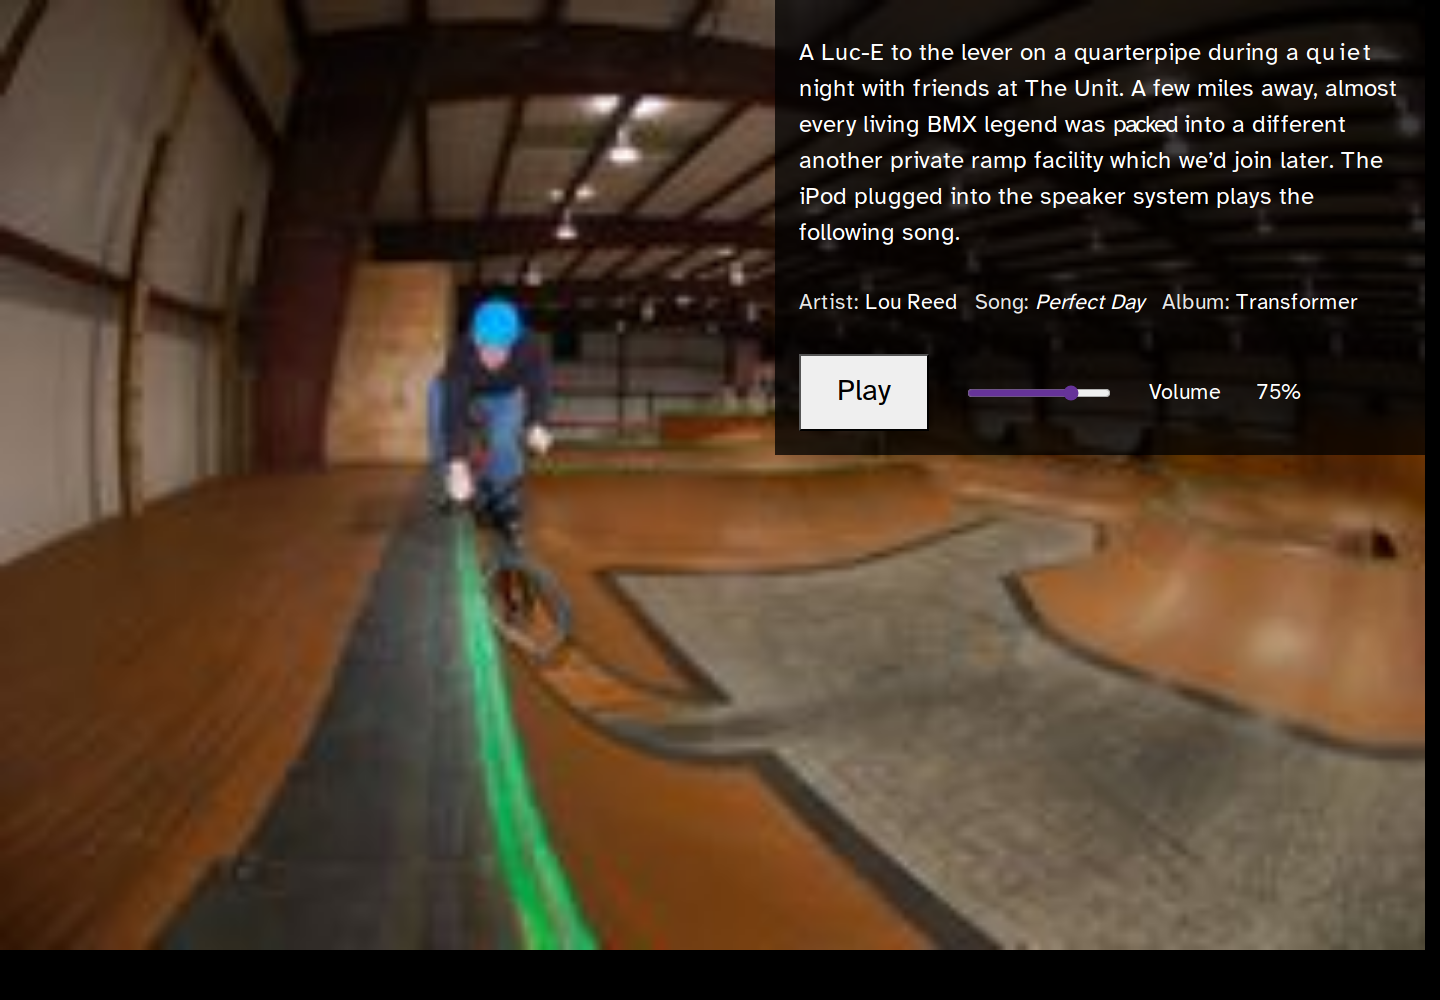 A Luc-E to the lever on a quarterpipe during a quiet
night with friends at The Unit. A few miles away, almost
every living BMX legend was packed into a different
another private ramp facility which we’d join later. The
iPod plugged into the speaker system plays the
following song.
Artist: Lou Reed Song: Perfect Day Album: Transformer
Play Volume 75%